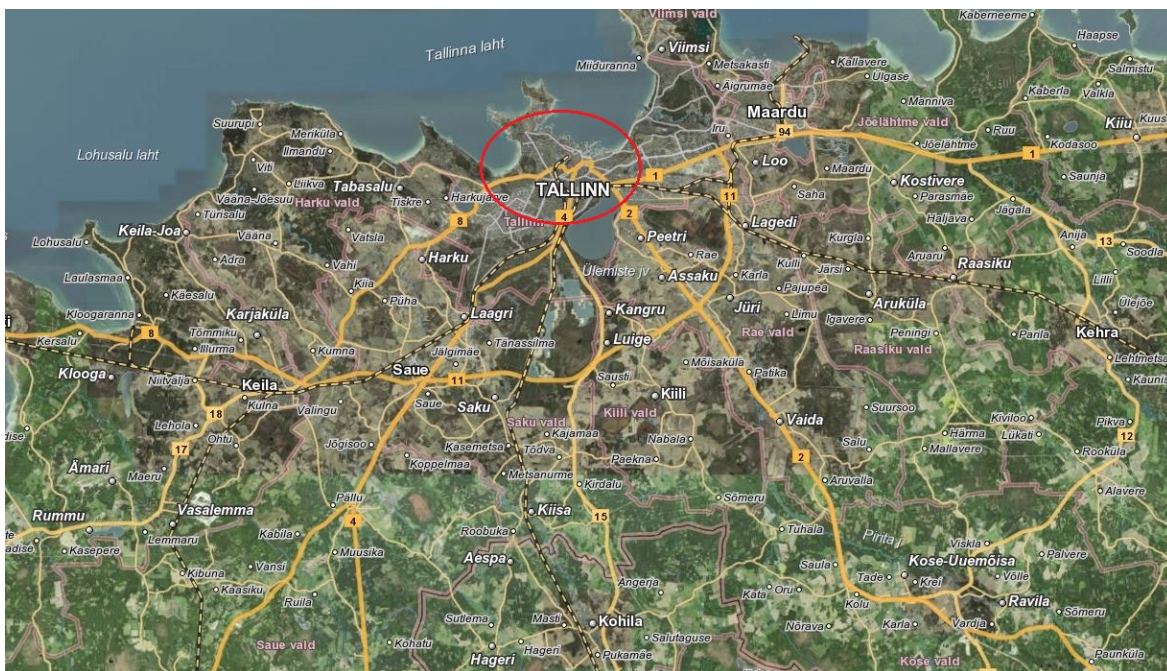 Viimsi vald
Kaberneeme
Haapse
Tallinna laht
Viimsi
Miiduranna
Metsakasti
Kallavere
Ülgase
Salmistu
Äigrumäe
Valkla
Kaberla
Manniva
Suurupi
Maardu
Jõelähtme vald
Ruu
Kiiu
Kuus
Meriküla
Iru
94
Lohusalu laht
Ilmandu
Jõelähtme
Kodasoo
Viti
Loo
1
1
Maardu
Saunja
Liikva
Tabasalu
TALLINN
Kostivere
Vääna-Jõesuu
Harku vald
Tiskre
Harkujärve
11
Saha
Parasmäe
Türisalu
8
Tallinn
4
2
Haljava
Jägala
Keila-Joa
Vääna
Vatsla
Lagedi
Lohusalu
Peetri
Kurgla
Anija
13
Adra
Harku
Rae
Aruaru
Soodla
Vahi
Ülemiste jv
Kulli
Järsi
Raasiku
Laulasmaa
Assaku
Karla
Lilli
Käesalu
Kiia
Püha
Pajupea
Aruküla
Kloogaranna
Karjaküla
Laagri
Kangru
Jüri
Limu
Igavere
Ülejõe
Kersalu
8
Tõmmiku
Rae vald
Peningi
Parila
Kehra
Illurma
Kumna
Jälgimäe
Tänassilma
Luige
Raasiku vald
Lehtmetsa
Mõisaküla
Klooga
Niitvälja
Keila
Saue
11
Sausti
Patika
Kaunis
Kulna
Valingu
Saue
Saku
Kiili
Suursoo
18
Saku vald
Kiili vald
Vaida
Kiviloo
Pikva
Lehola
Kajamaa
Härma
Lükati
12
Ohtu
Jõgisoo
Kasemetsa
Tõdva
Nabala
Salu
Mallavere
Rooküla
17
Koppelmaa
Paekna
2
Ämari
Maeru
Metsanurme
Kirdalu
Aruvalla
Alavere
Pallu
Sõmeru
Rummu
Vasalemma
4
Kiisa
15
Lemmaru
Kabila
Roobuka
Tuhala
Pirita j
Viskla
Kasepere
Muusika
Palvere
Aespa
Saula
Kose-Uuemõisa
Kibuna
Vansi
Angerja
Tade
Krei
Võlle
Kaasiku
Ruila
Kata
Oru
Kolu
Ravila
Sutlema
Masti
Kohila
Sõmeru
Nõrava
Karla
Vardja
Saue vald
Kohatu
Hageri
Hageri
Salutaguse
Pukamäe
Kose vald
Paunküla